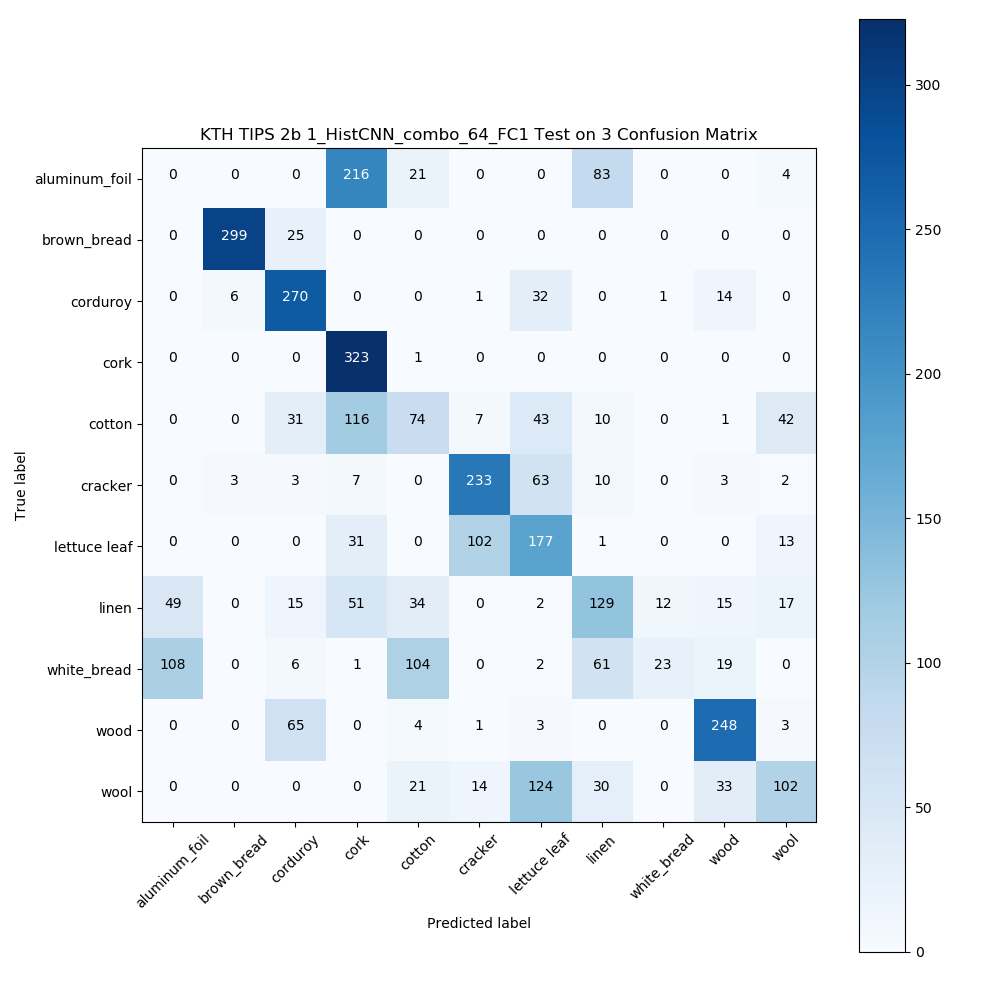 KTH TIPS 2b 1_HistCNN_combo_64_FC1 Test on 3 Confusion Matrix
aluminum_foil 0 0 0 216 21 0 0 83 0 0 4
brown_bread 0 299 25 0 0 0 0 0 0 0 0
corduroy 0 6 270 0 0 1 32 0 1 14 0
cork 0 0 0 323 1 0 0 0 0 0 0
cotton 0 0 31 116 74 7 43 10 0 1 42
cracker 0 3 3 7 0 233 63 10 0 3 2
lettuce leaf 0 0 0 31 0 102 177 1 0 0 13
linen 49 0 15 51 34 0 2 129 12 15 17
white_bread 108 0 6 1 104 0 2 61 23 19 0
wood 0 0 65 0 4 1 3 0 0 248 3
wool 0 0 0 0 21 14 124 30 0 33 102
aluminum_foil brown_bread corduroy cork cotton cracker lettuce leaf linen white_bread wood wool
Predicted label
True label
300
250
200
150
100
50
0